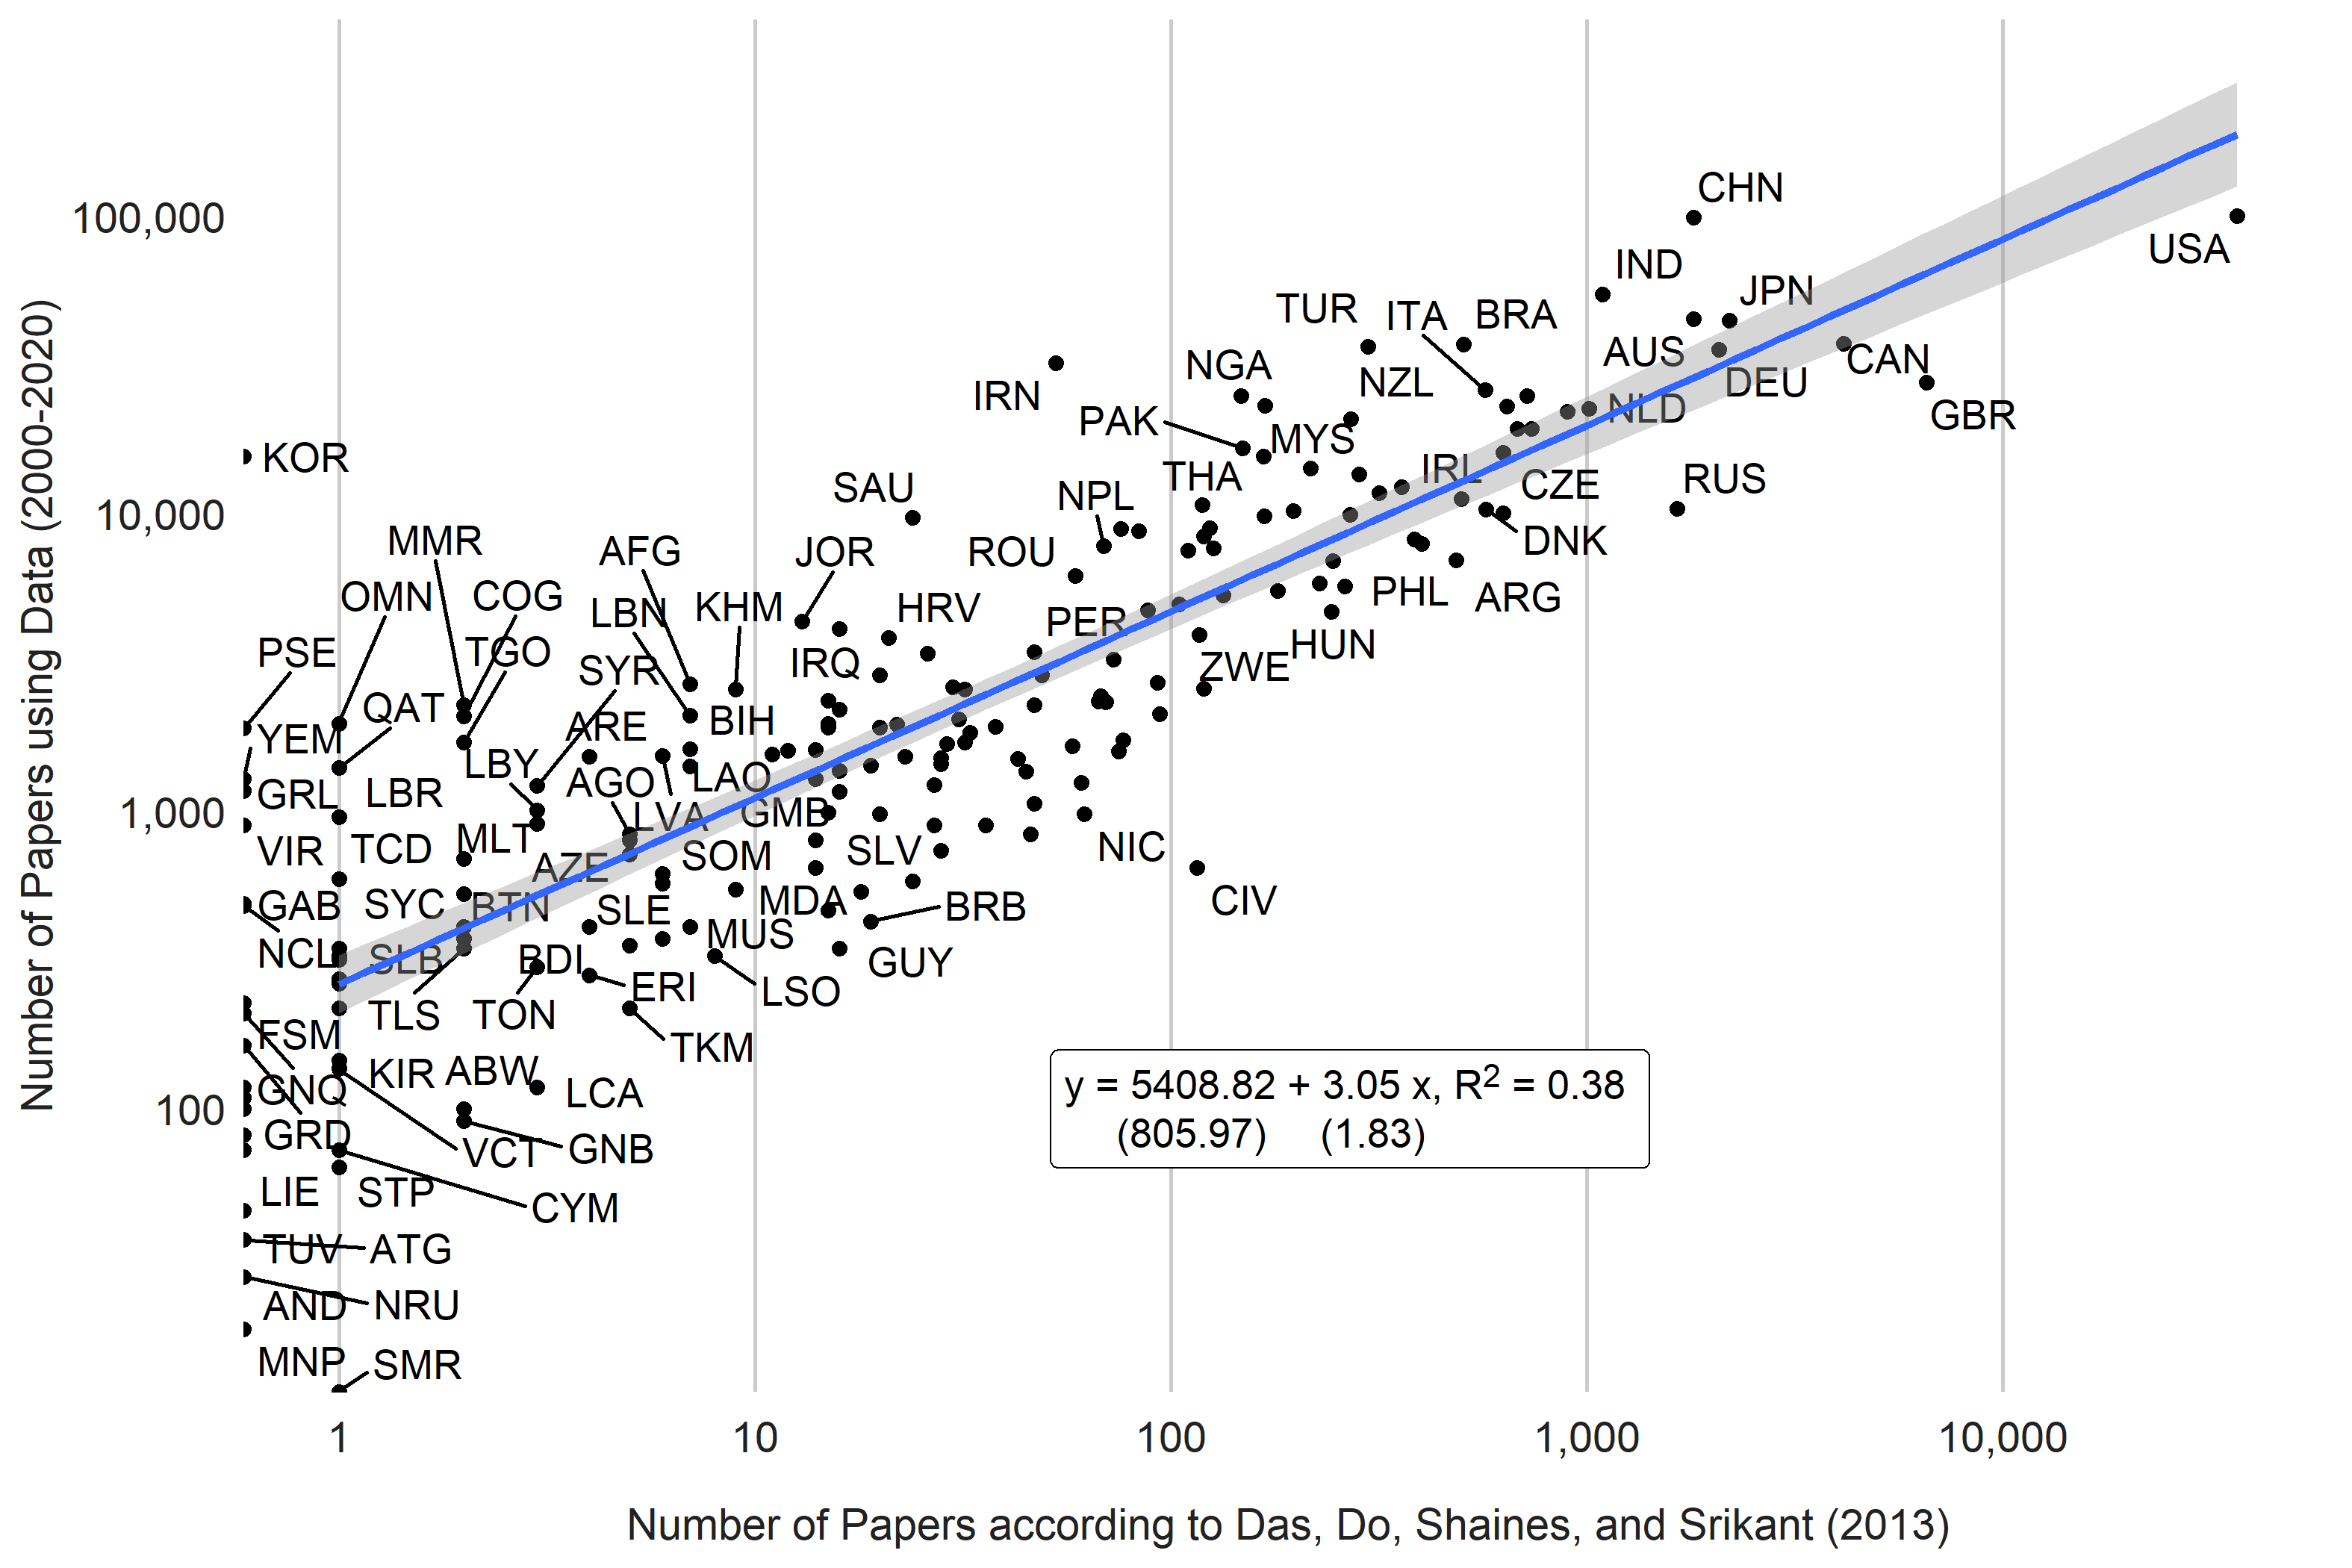 CHN
100,000
USA
IND
JPN
TUR
ITA
BRA
AUS
CAN
NGA
NZL
DEU
IRN
NLD
GBR
PAK
MYS
KOR
THA
IRL
CZE
RUS
SAU
NPL
10,000
MMR
AFG
JOR
ROU
DNK
OMN
COG
LBN
KHM
HRV
PHL
ARG
PER
PSE
TGO
SYR
IRQ
HUN
ZWE
QAT
ARE
BIH
YEM
LBY
AGO
LAO
GRL
LBR
LVA
GMB
1,000
VIR
TCD
MLT
AZE
SOM
SLV
NIC
GAB
SYC
BTN
SLE
MDA
BRB
CIV
NCL
SLB
BDI
MUS
GUY
ERI
LSO
TLS
TON
FSM
TKM
GNQ
KIR
ABW
LCA
y = 5408.82 + 3.05 x, R² = 0.38
(805.97) (1.83)
100
GRD
VCT
GNB
LIE
STP
CYM
TUV
ATG
AND
NRU
MNP
SMR
Number of Papers using Data (2000-2020)
1
10
100
1,000
10,000
Number of Papers according to Das, Do, Shaines, and Srikant (2013)